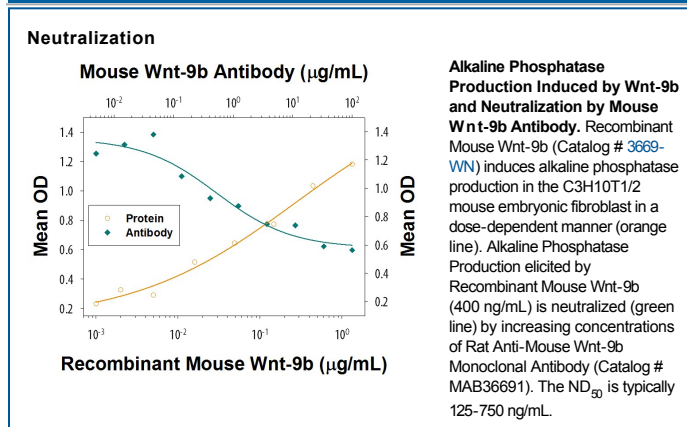 Neutralization
Mouse Wnt-9b Antibody (µg/mL)
10⁻² 10⁻¹ 10⁰ 10¹ 10²
1.4 1.4
1.2 1.2
1.0 1.0
0.8 0.8
0.6 0.6
0.4 0.4
0.2 0.2
Mean OD
Mean OD
Protein
Antibody
10⁻³ 10⁻² 10⁻¹ 10⁰
Recombinant Mouse Wnt-9b (µg/mL)
Alkaline Phosphatase
Production Induced by Wnt-9b
and Neutralization by Mouse
Wnt-9b Antibody. Recombinant
Mouse Wnt-9b (Catalog # 3669-
WN) induces alkaline phosphatase
production in the C3H10T1/2
mouse embryonic fibroblast in a
dose-dependent manner (orange
line). Alkaline Phosphatase
Production elicited by
Recombinant Mouse Wnt-9b
(400 ng/mL) is neutralized (green
line) by increasing concentrations
of Rat Anti-Mouse Wnt-9b
Monoclonal Antibody (Catalog #
MAB36691). The ND₅₀ is typically
125-750 ng/mL.